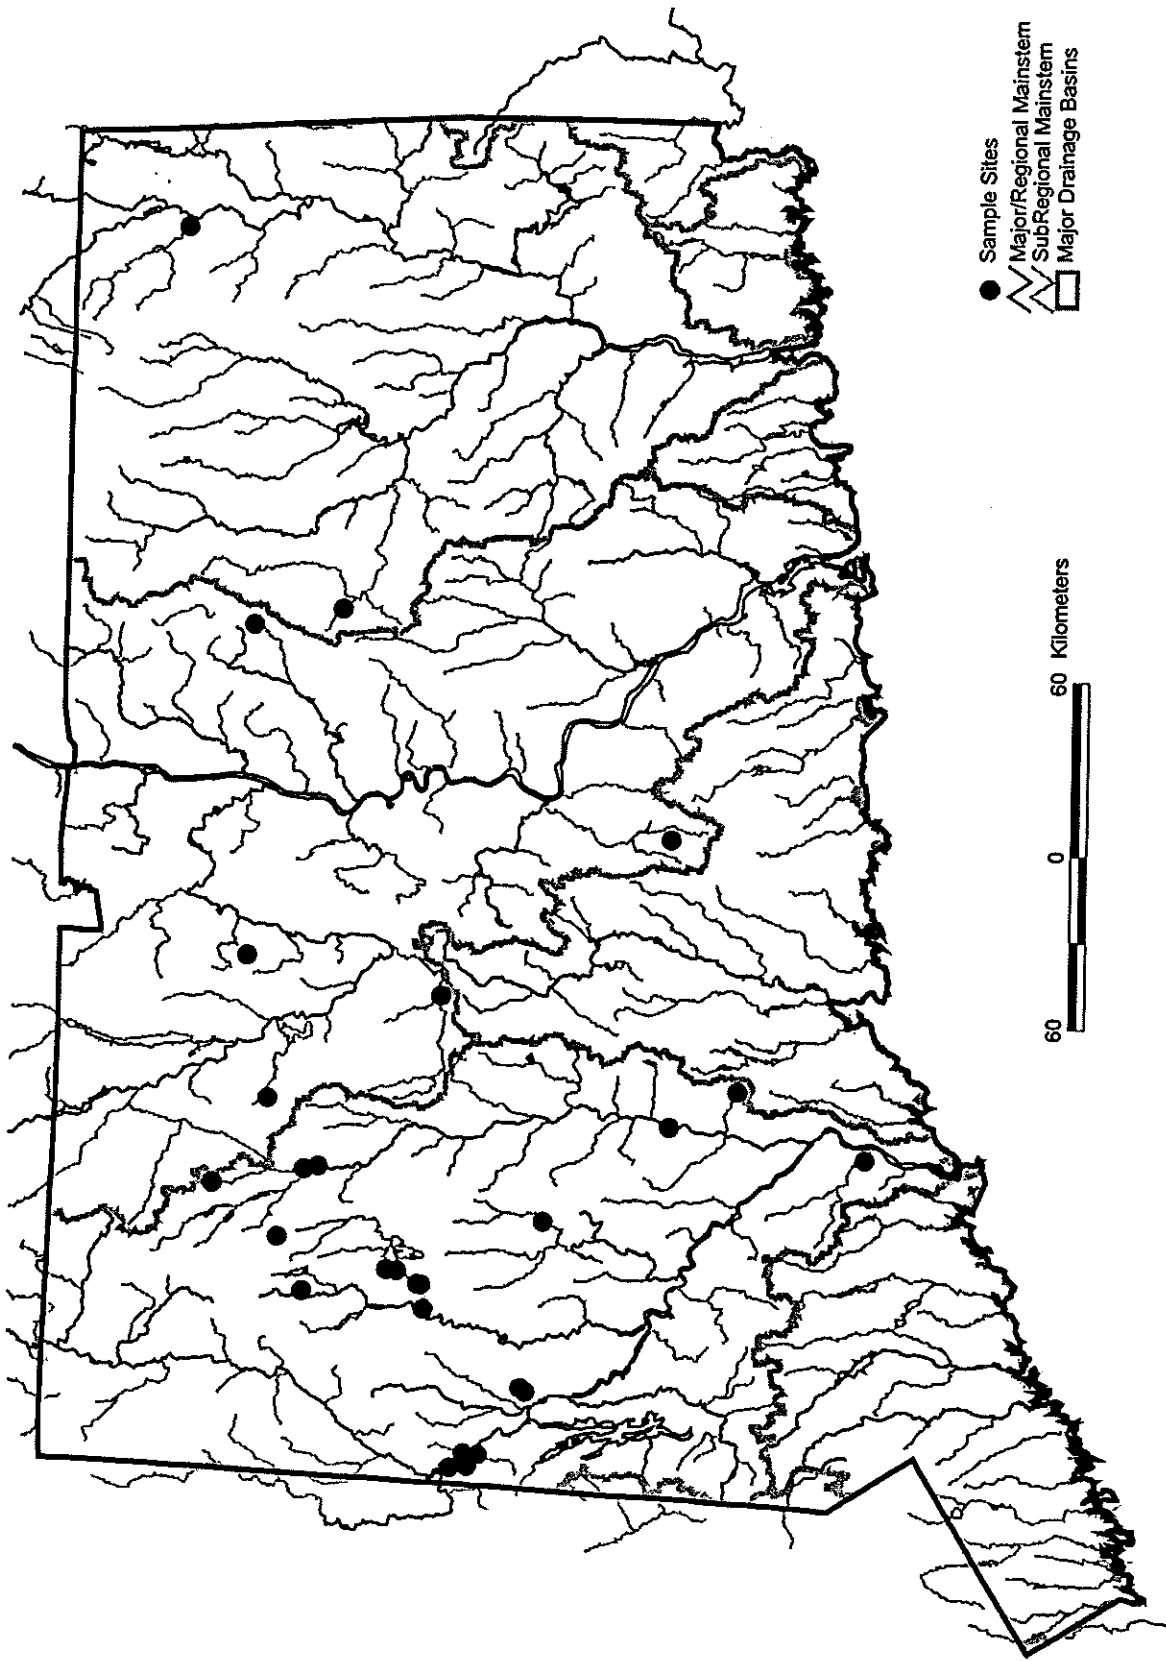 Sample Sites
Major/Regional Mainstem
SubRegional Mainstem
Major Drainage Basins
60 0 60 Kilometers